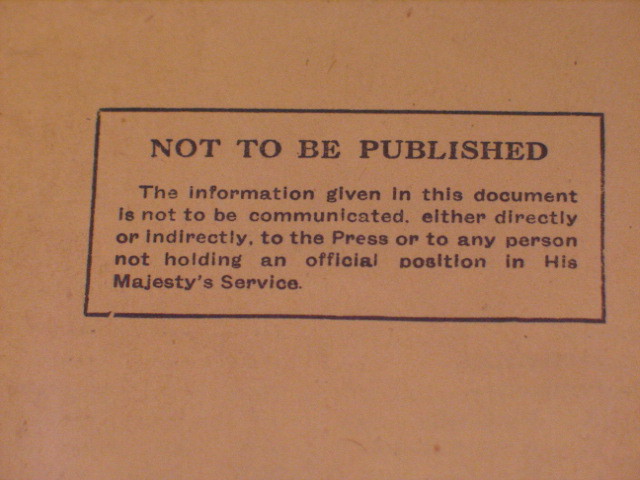 NOT TO BE PUBLISHED
The information given in this document
is not to be communicated, either directly
or indirectly, to the Press or to any person
not holding an official position in His
Majesty's Service.